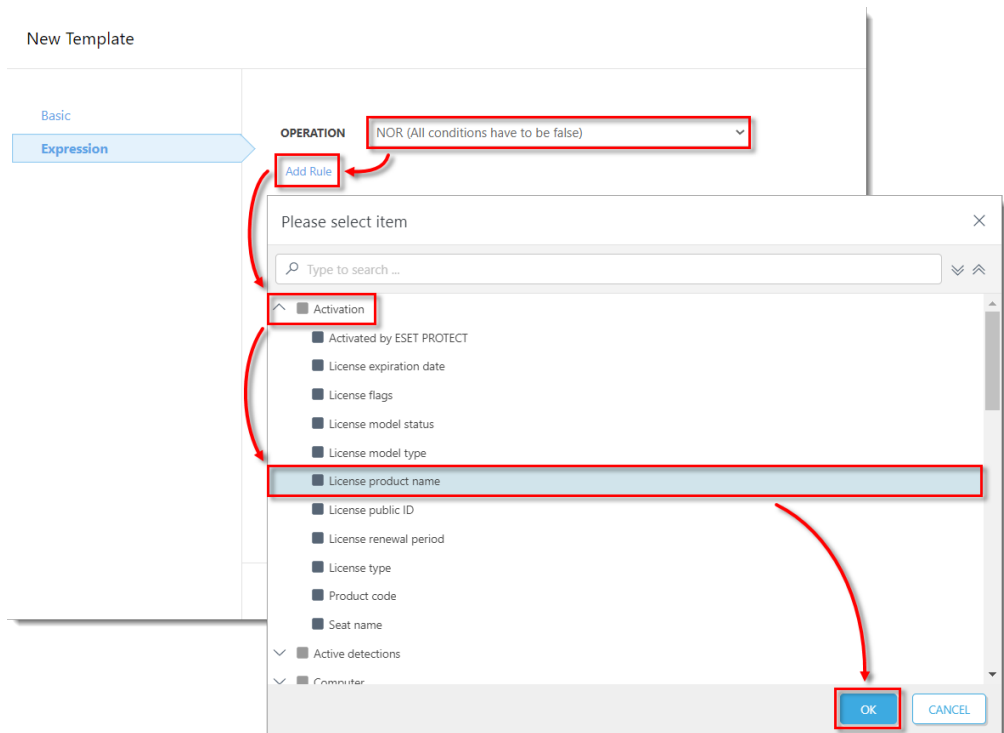 New Template
Basic
Expression
OPERATION NOR (All conditions have to be false)
Add Rule
Please select item
Type to search ...
Activation
Activated by ESET PROTECT
License expiration date
License flags
License model status
License model type
License product name
License public ID
License renewal period
License type
Product code
Seat name
Active detections
Computer
OK CANCEL